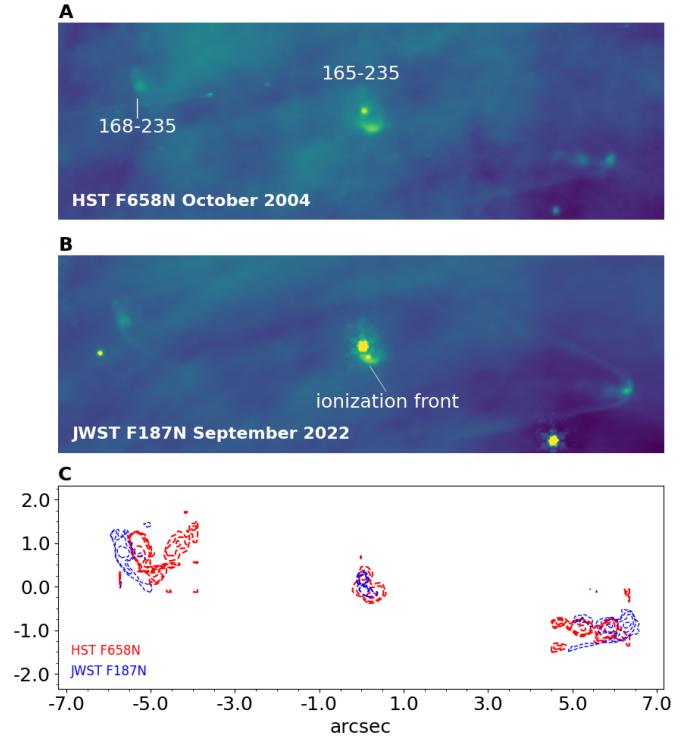 A
165-235
168-235
HST F658N October 2004
B
ionization front
JWST F187N September 2022
C
2.0
1.0
0.0
-1.0
-2.0
HST F658N
JWST F187N
-7.0 -5.0 -3.0 -1.0 1.0 3.0 5.0 7.0
arcsec